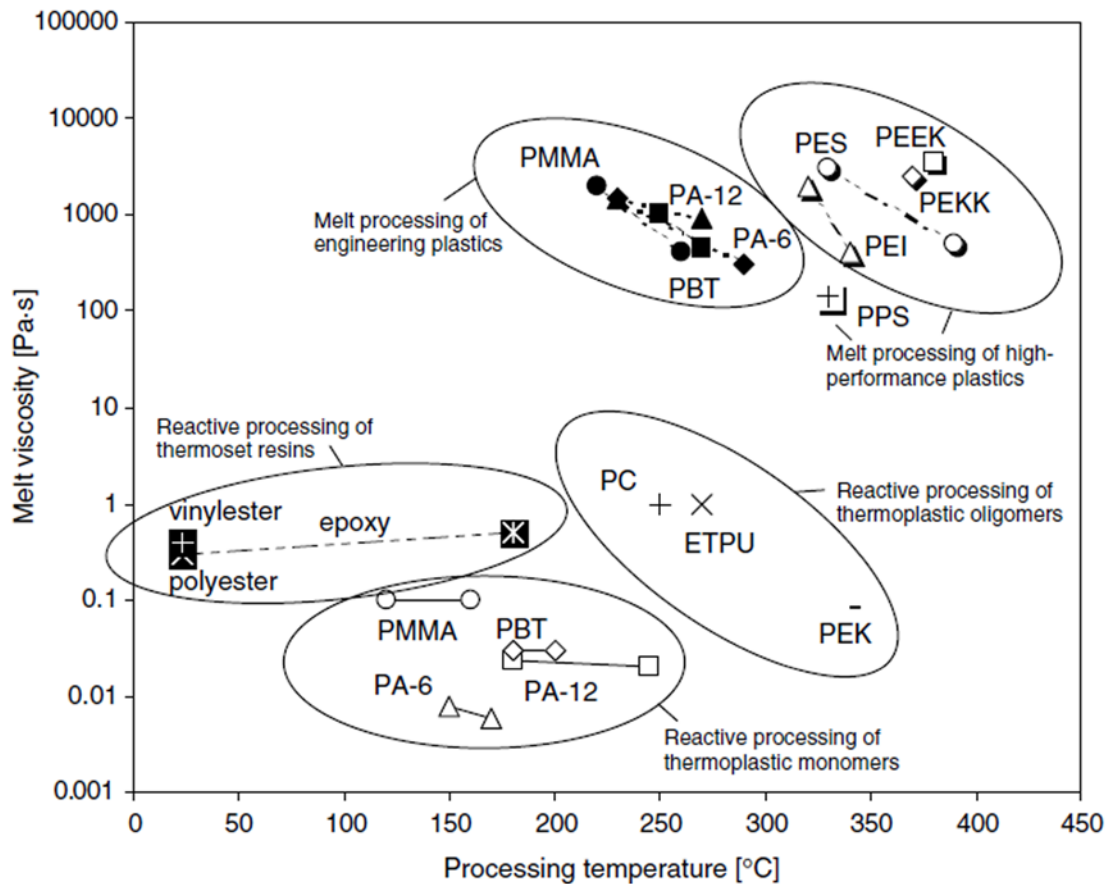 100000
10000
1000
100
10
1
0.1
0.01
0.001
Melt viscosity [Pa·s]
PMMA
PA-12
PA-6
PBT
Melt processing of
engineering plastics
PES
PEEK
PEKK
PEI
PPS
Melt processing of high-
performance plastics
Reactive processing of
thermoset resins
vinylester
epoxy
polyester
PC
ETPU
PEK
Reactive processing of
thermoplastic oligomers
PMMA
PBT
PA-6
PA-12
Reactive processing of
thermoplastic monomers
0 50 100 150 200 250 300 350 400 450
Processing temperature [°C]